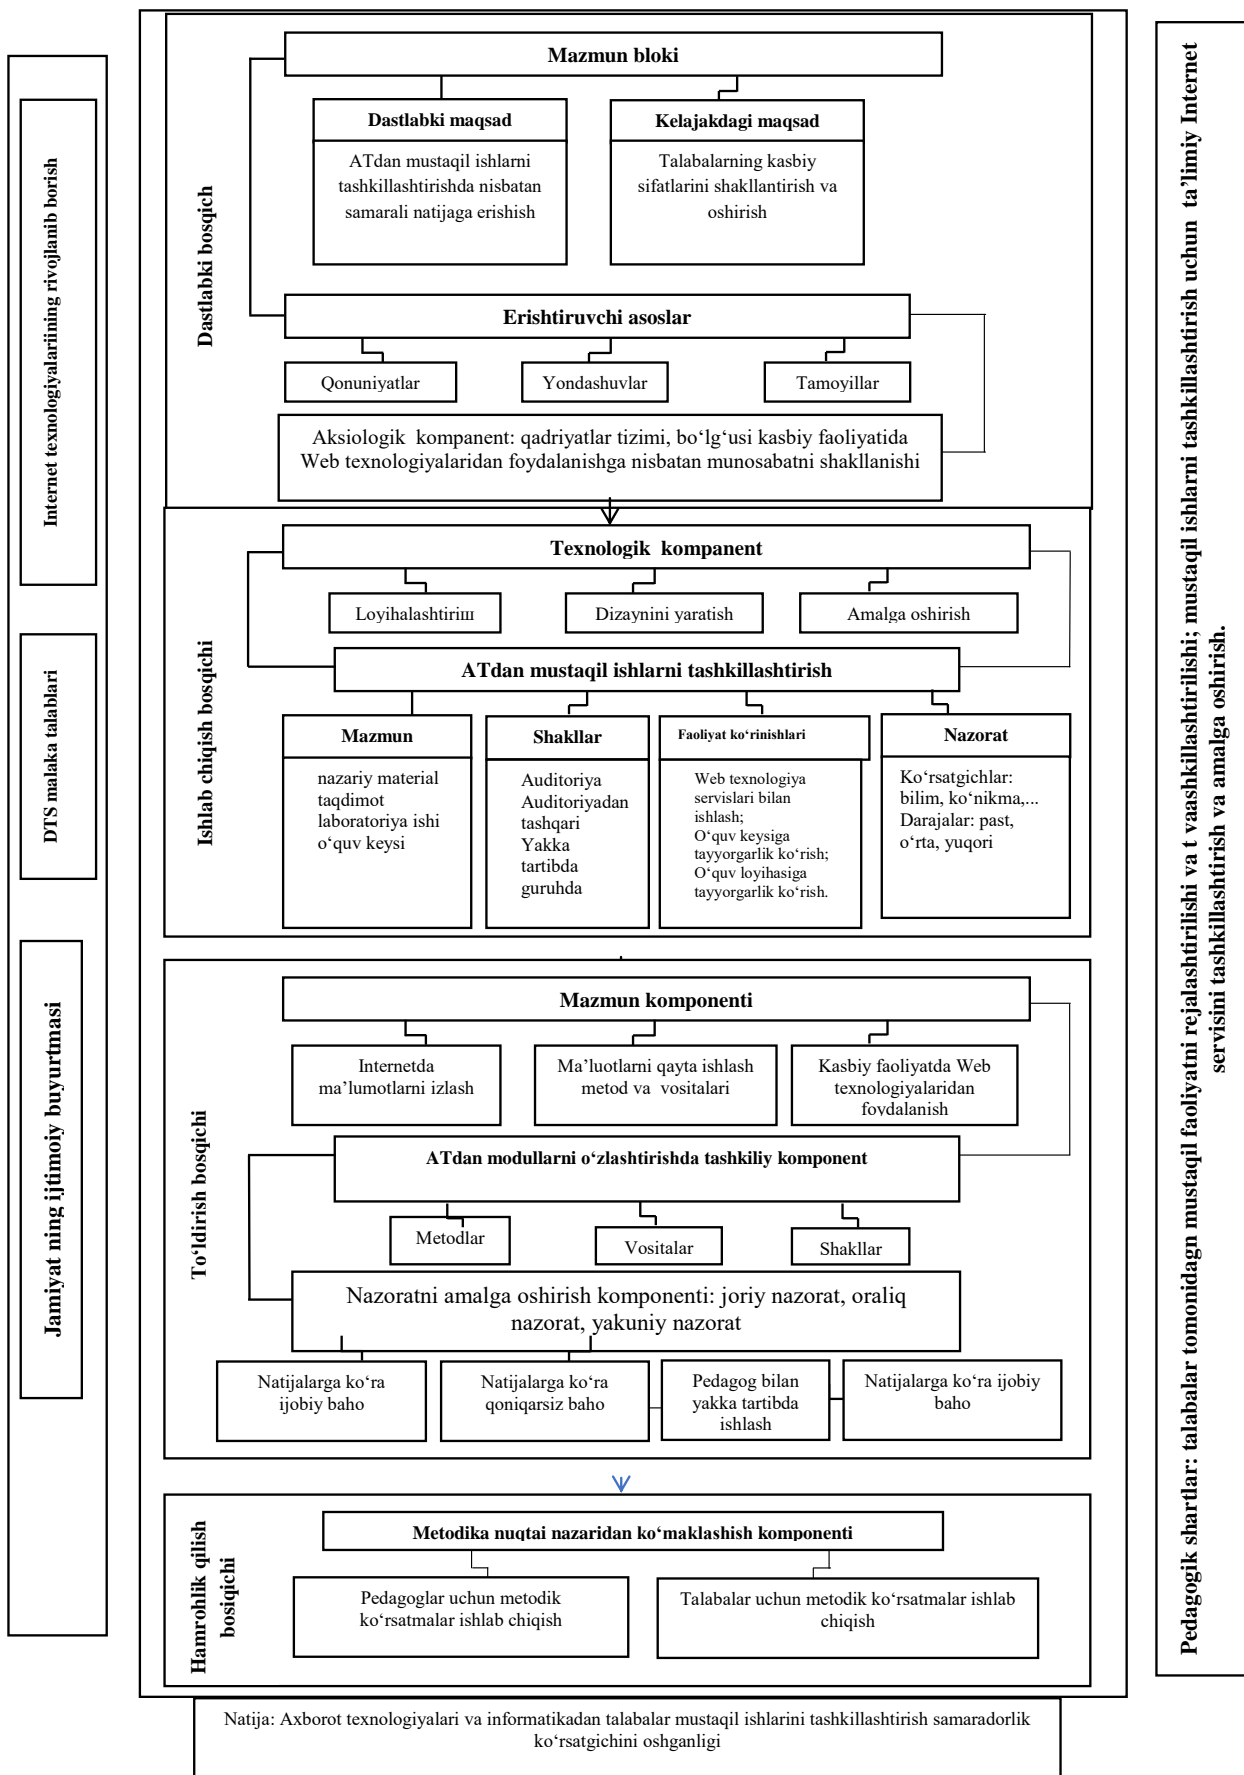 Internet texnologiyalariining rivojlanib borish
DTS malaka talablari
Jamiyat ning ijtimoiy buyurtmasi
Dastlabki bosqich
Mazmun bloki
Dastlabki maqsad
ATdan mustaqil ishlarni
tashkillashtirishda nisbatan
samarali natijaga erishish
Kelajakdagi maqsad
Talabalarning kasbiy
sifatlarini shakllantirish va
oshirish
Erishtiruvchi asoslar
Qonuniyatlar
Yondashuvlar
Tamoyillar
Aksiologik kompanent: qadriyatlar tizimi, bo‘lg‘usi kasbiy faoliyatida
Web texnologiyalaridan foydalanishga nisbatan munosabatni shakllanishi
Ishlab chiqish bosqichi
Texnologik kompanent
Loyihalashtiriш
Dizaynini yaratish
Amalga oshirish
ATdan mustaqil ishlarni tashkillashtirish
Mazmun
nazariy material
taqdimot
laboratoriya ishi
o‘quv keysi
Shakllar
Auditoriya
Auditoriyadan
tashqari
Yakka
tartibda
guruhda
Faoliyat ko‘rinishlari
Web texnologiya
servislari bilan
ishlash;
O‘quv keysiga
tayyorgarlik ko‘rish;
O‘quv loyihasiga
tayyorgarlik ko‘rish.
Nazorat
Ko‘rsatgichlar:
bilim, ko‘nikma,...
Darajalar: past,
o‘rta, yuqori
To‘ldirish bosqichi
Mazmun komponenti
Internetda
ma’lumotlarni izlash
Ma’luotlarni qayta ishlash
metod va vositalari
Kasbiy faoliyatda Web
texnologiyalaridan
foydalanish
ATdan modullarni o‘zlashtirishda tashkiliy komponent
Metodlar
Vositalar
Shakllar
Nazoratni amalga oshirish komponenti: joriy nazorat, oraliq
nazorat, yakuniy nazorat
Natijalarga ko‘ra
ijobiy baho
Natijalarga ko‘ra
qoniqarsiz baho
Pedagog bilan
yakka tartibda
ishlash
Natijalarga ko‘ra ijobiy
baho
Hamrohlik qilish
bosiqichi
Metodika nuqtai nazaridan ko‘maklashish komponenti
Pedagoglar uchun metodik
ko‘rsatmalar ishlab chiqish
Talabalar uchun metodik ko‘rsatmalar ishlab
chiqish
Natija: Axborot texnologiyalari va informatikadan talabalar mustaqil ishlarini tashkillashtirish samaradorlik
ko‘rsatgichini oshganligi
Pedagogik shartlar: talabalar tomonidagn mustaqil faoliyatni rejalashtirilishi va t vaashkillashtirilishi; mustaqil ishlarni tashkillashtirish uchun ta’limiy Internet
servisini tashkillashtirish va amalga oshirish.